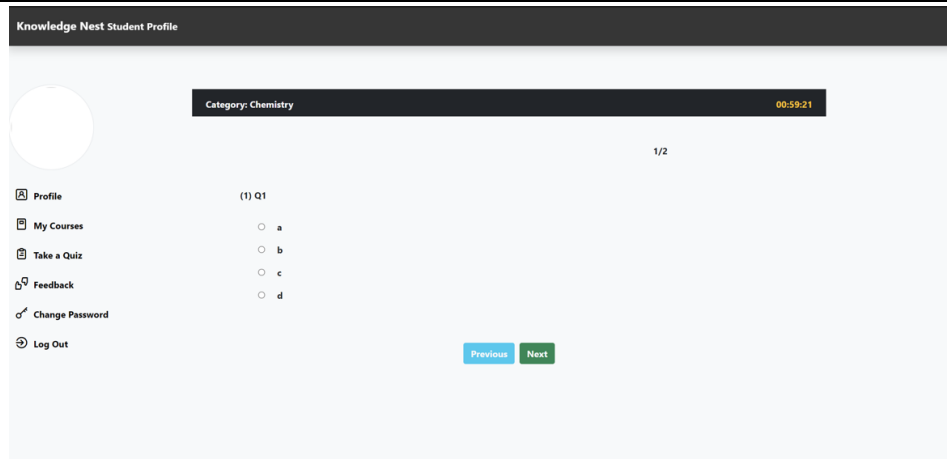 Knowledge Nest Student Profile
Category: Chemistry 00:59:21
1/2
Profile
My Courses
Take a Quiz
Feedback
Change Password
Log Out
(1) Q1
a
b
c
d
Previous Next